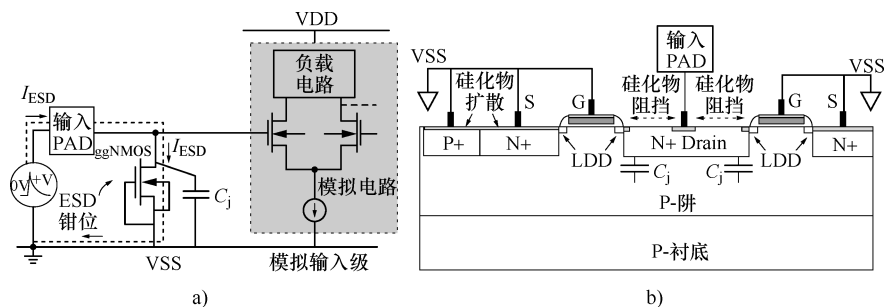 VDD
负载
电路
I_ESD
输入
PAD
I_ESD
ggNMOS
0V
+V
ESD
钳位
C_j
模拟电路
VSS
模拟输入级
a)
输入
PAD
VSS
VSS
硅化物
扩散
硅化物
阻挡
硅化物
阻挡
S
G
G
S
P+
N+
LDD
N+ Drain
LDD
N+
C_j
C_j
P-阱
P-衬底
b)